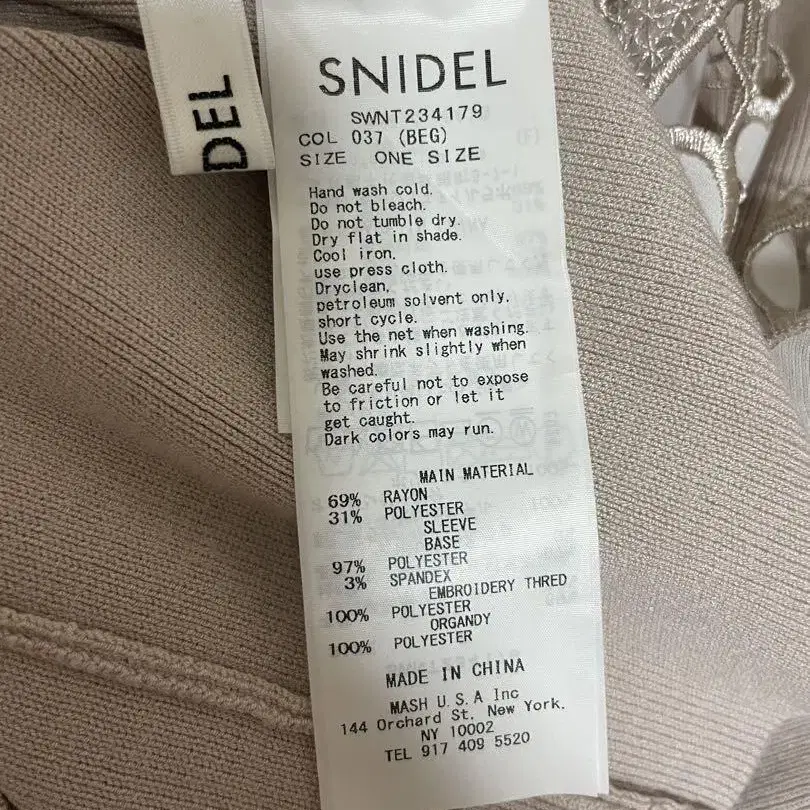 DEL
SNIDEL
SWNT234179
COL 037 (BEG)
SIZE ONE SIZE
Hand wash cold.
Do not bleach.
Do not tumble dry.
Dry flat in shade.
Cool iron.
use press cloth.
Dryclean,
petroleum solvent only.
short cycle.
Use the net when washing.
May shrink slightly when
washed.
Be careful not to expose
to friction or let it
get caught.
Dark colors may run.
MAIN MATERIAL
69% RAYON
31% POLYESTER
SLEEVE
BASE
97% POLYESTER
3% SPANDEX
EMBROIDERY THRED
100% POLYESTER
ORGANDY
100% POLYESTER
MADE IN CHINA
MASH U.S.A Inc
144 Orchard St. New York.
NY 10002
TEL 917 409 5520